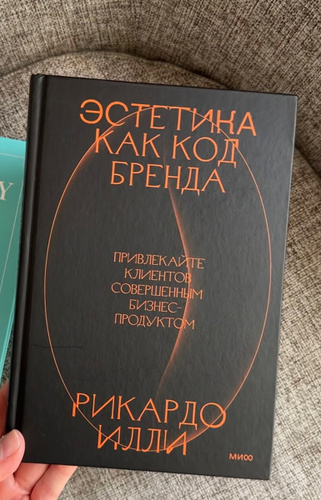 ЭСТЕТИКА
КАК КОД
БРЕНДА
ПРИВЛЕКАЙТЕ
КЛИЕНТОВ
СОВЕРШЕННЫМ
БИЗНЕС-
ПРОДУКТОМ
РИКАРДО
ИЛЛИ
МИФ
Y